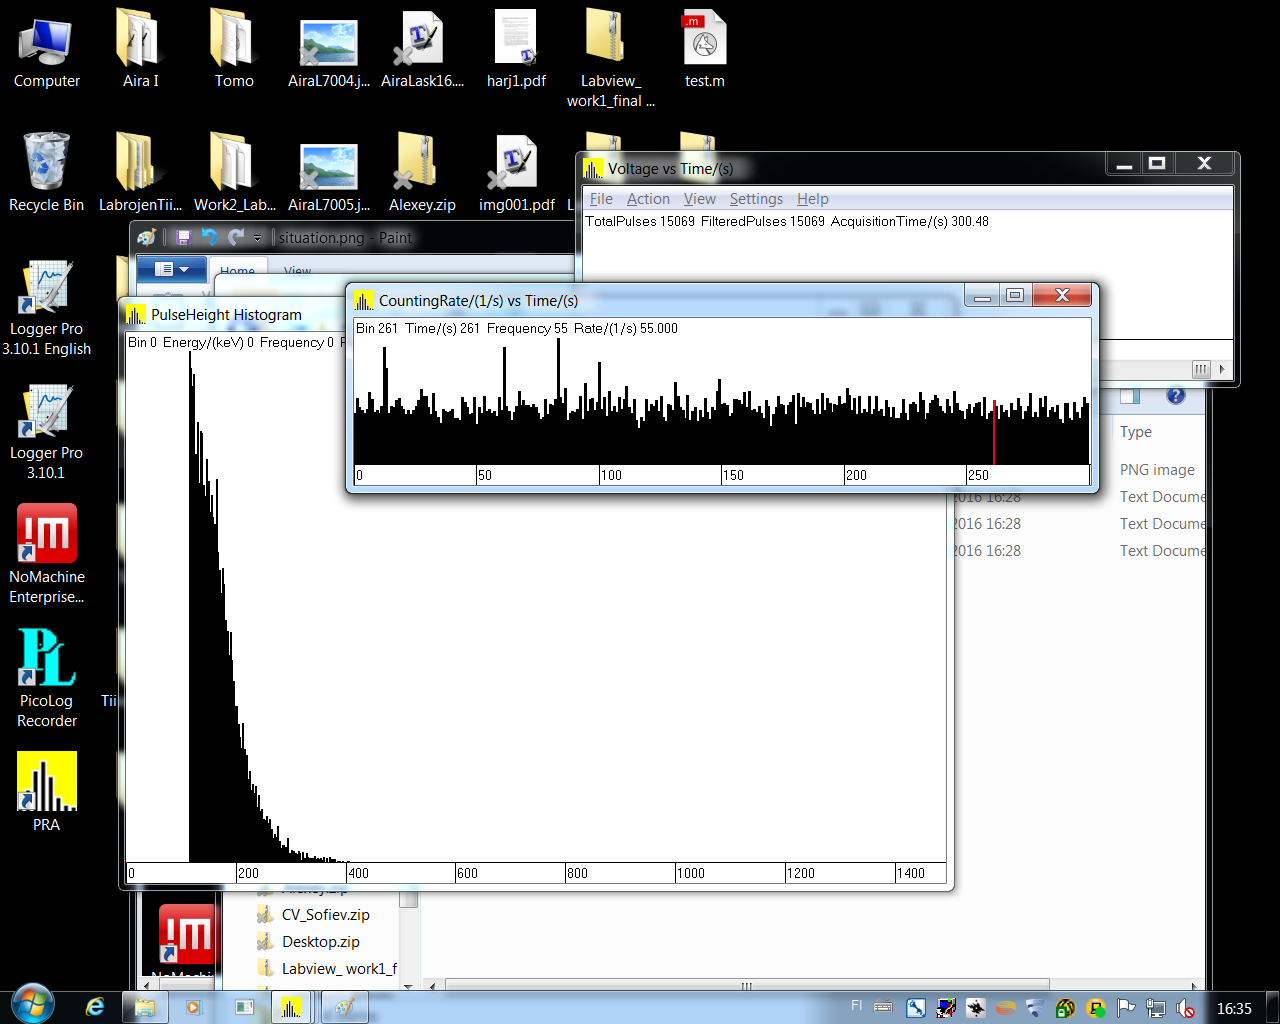 Computer
Aira I
Tomo
AiraL7004.j...
AiraLask16....
harj1.pdf
Labview_
work1_final ...
test.m
Recycle Bin
LabrojenTii...
Work2_Lab...
AiraL7005.j...
Alexey.zip
img001.pdf
Voltage vs Time/(s)
File Action View Settings Help
TotalPulses 15069 FilteredPulses 15069 AcquisitionTime/(s) 300.48
situation.png - Paint
Home View
CountingRate/(1/s) vs Time/(s)
Bin 261 Time/(s) 261 Frequency 55 Rate/(1/s) 55.000
0 50 100 150 200 250
PulseHeight Histogram
Bin 0 Energy/(keV) 0 Frequency 0
0 200 400 600 800 1000 1200 1400
Logger Pro
3.10.1 English
Logger Pro
3.10.1
NoMachine
Enterprise...
PicoLog
Recorder
Tii
PRA
Type
PNG image
2016 16:28 Text Docume
2016 16:28 Text Docume
2016 16:28 Text Docume
Alexey.zip
CV_Sofiev.zip
Desktop.zip
Labview_ work1_f
NoMachi
FI
16:35